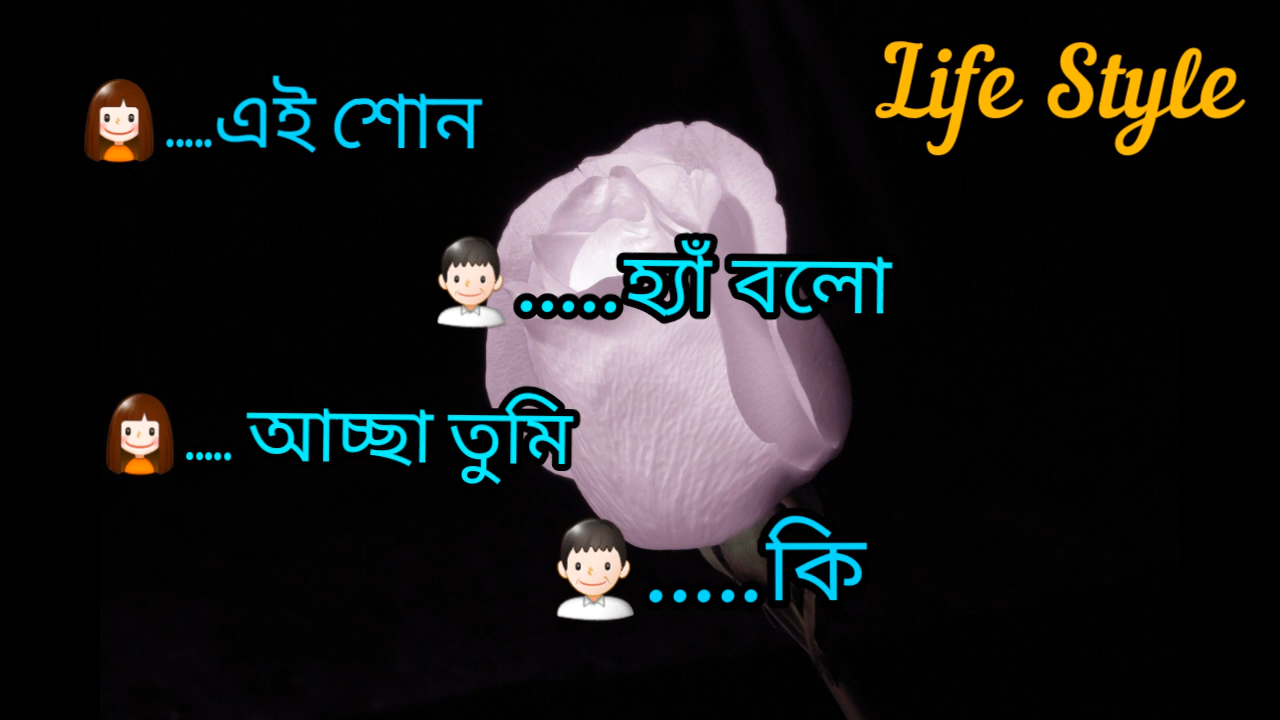 Life Style
.....এই শোন
.....হ্যাঁ বলো
..... আচ্ছা তুমি
.....কি